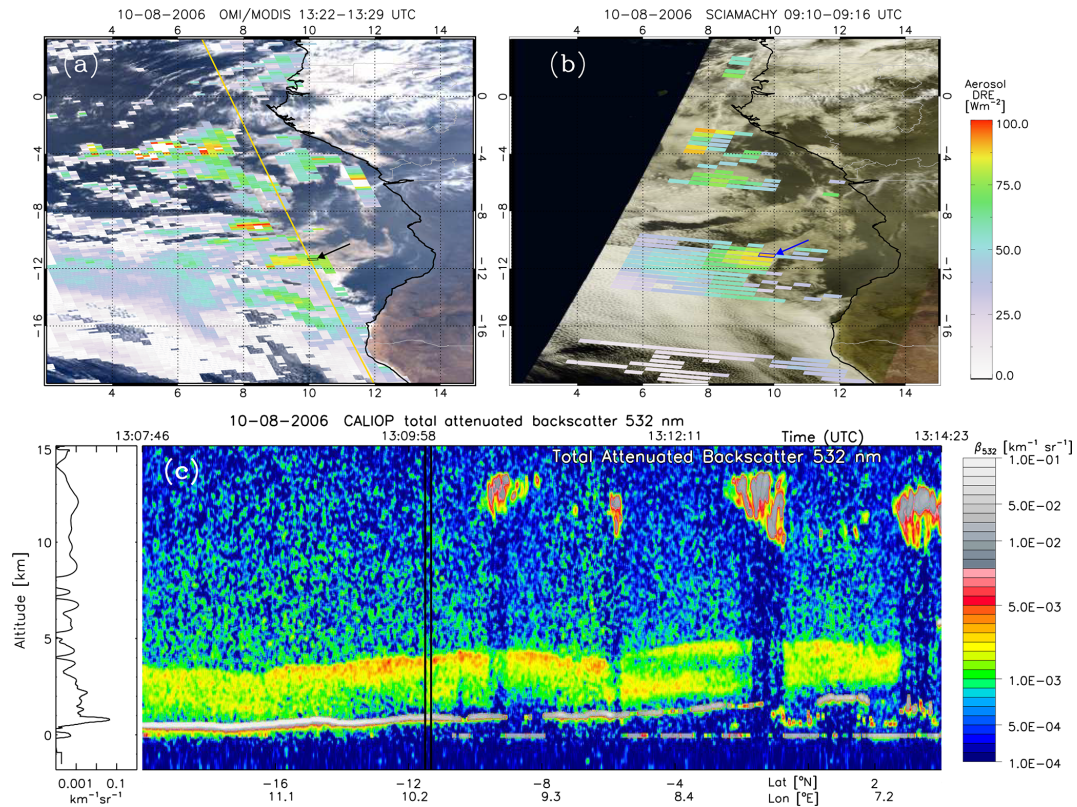 10-08-2006 OMI/MODIS 13:22-13:29 UTC
4 6 8 10 12 14
(a)
0
-4
-8
-12
-16
4 6 8 10 12 14
10-08-2006 SCIAMACHY 09:10-09:16 UTC
4 6 8 10 12 14
(b)
0
-4
-8
-12
-16
4 6 8 10 12 14
Aerosol
DRE
[Wm⁻²]
100.0
75.0
50.0
25.0
0.0
10-08-2006 CALIOP total attenuated backscatter 532 nm
13:07:46 13:09:58 13:12:11 Time (UTC) 13:14:23
Total Attenuated Backscatter 532 nm
(c)
Altitude [km]
15
10
5
0
0.001 0.1
km⁻¹sr⁻¹
-16 -12 -8 -4 Lat [°N] 2
11.1 10.2 9.3 8.4 Lon [°E] 7.2
β532 [km⁻¹ sr⁻¹]
1.0E-01
5.0E-02
1.0E-02
5.0E-03
1.0E-03
5.0E-04
1.0E-04